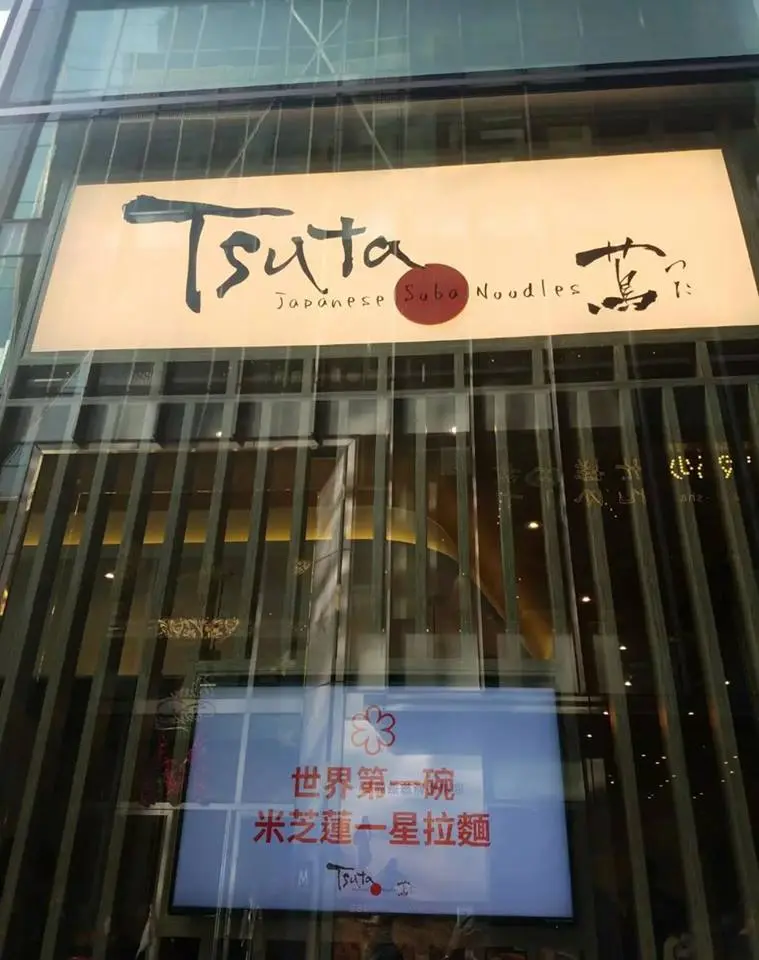 Tsuta
Japanese Soba Noodles
蔦
つた
世界第一碗
米芝蓮一星拉麵
Tsuta